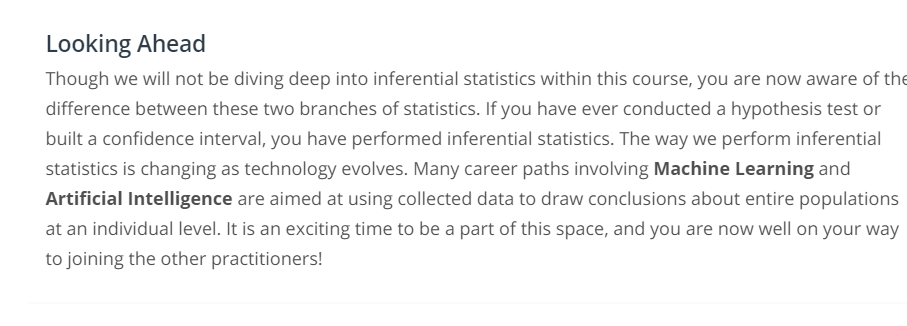 Looking Ahead
Though we will not be diving deep into inferential statistics within this course, you are now aware of the
difference between these two branches of statistics. If you have ever conducted a hypothesis test or
built a confidence interval, you have performed inferential statistics. The way we perform inferential
statistics is changing as technology evolves. Many career paths involving Machine Learning and
Artificial Intelligence are aimed at using collected data to draw conclusions about entire populations
at an individual level. It is an exciting time to be a part of this space, and you are now well on your way
to joining the other practitioners!